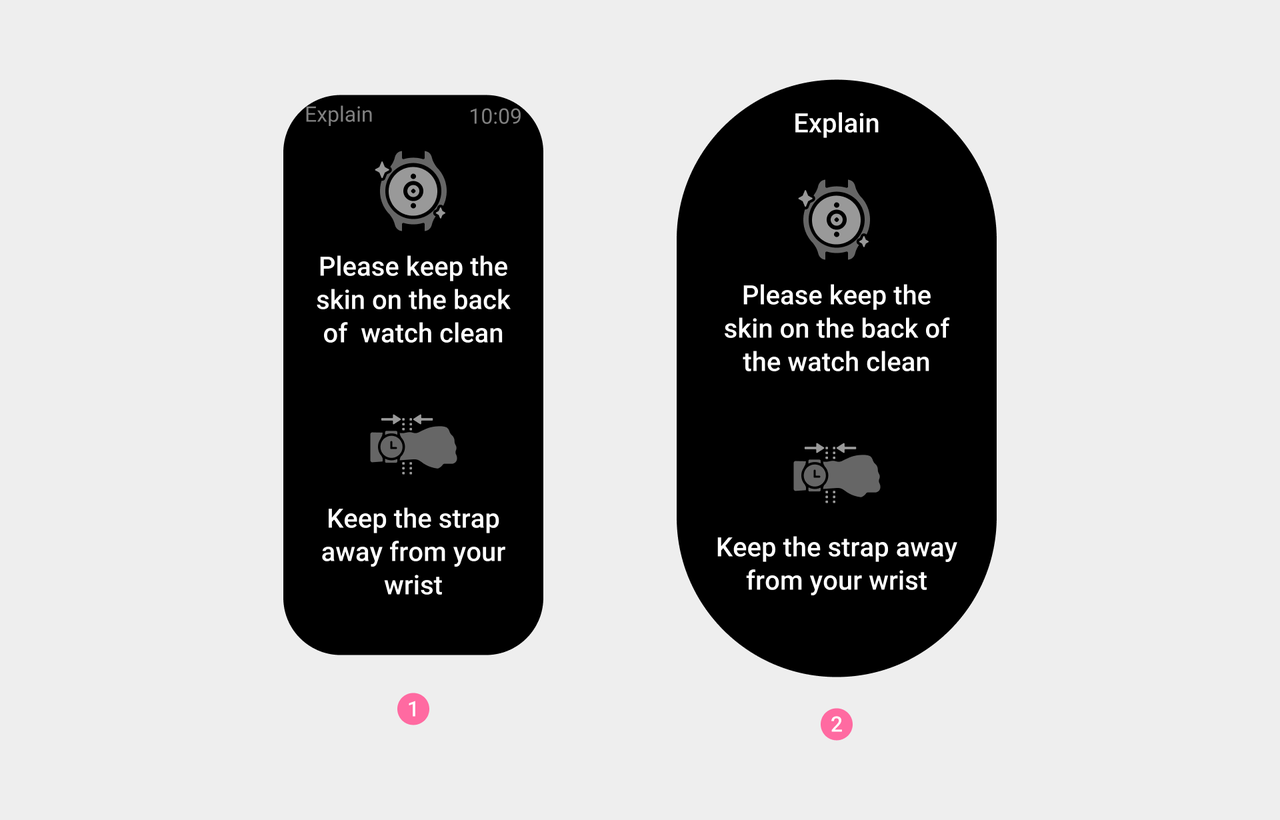 Explain 10:09
Please keep the
skin on the back
of  watch clean
Keep the strap
away from your
wrist
1
Explain
Please keep the
skin on the back of
the watch clean
Keep the strap away
from your wrist
2